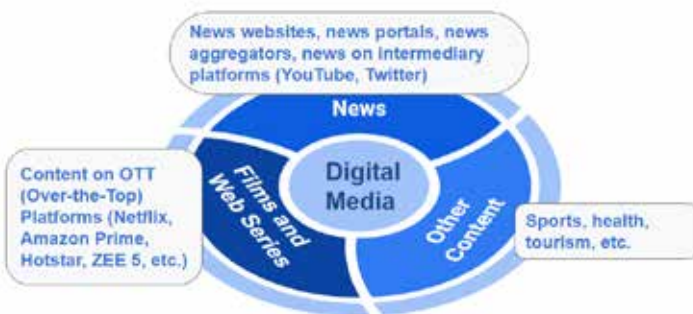 News websites, news portals, news
aggregators, news on intermediary
platforms (YouTube, Twitter)
News
Digital
Media
Content on OTT
(Over-the-Top)
Platforms (Netflix,
Amazon Prime,
Hotstar, ZEE 5, etc.)
Films and
Web Series
Other
Content
Sports, health,
tourism, etc.